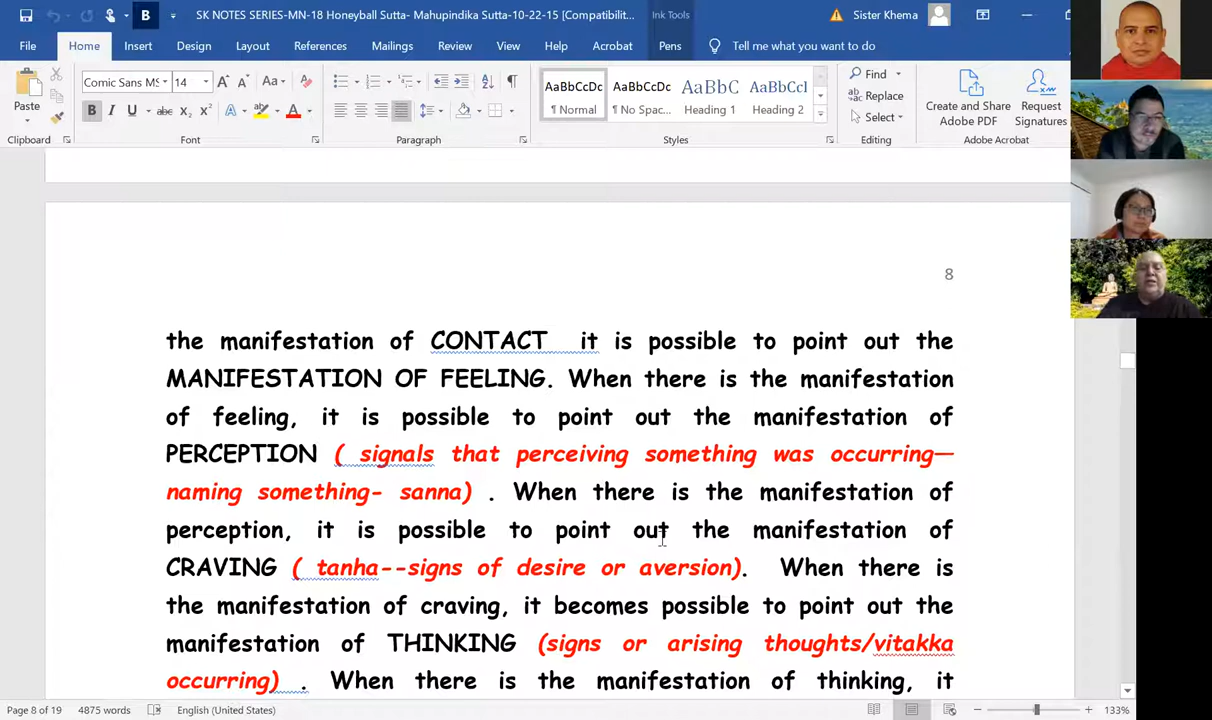 SK NOTES SERIES-MN-18 Honeyball Sutta- Mahupindika Sutta-10-22-15 [Compatibilit...
Ink Tools
Sister Khema
File Home Insert Design Layout References Mailings Review View Help Acrobat Pens Tell me what you want to do
Comic Sans MS 14
Paste
Clipboard
Font
Paragraph
AaBbCcDc AaBbCcDc AaBbC AaBbCcl
¶ Normal ¶ No Spac... Heading 1 Heading 2
Styles
Find
Replace
Select
Editing
Create and Share
Adobe PDF
Request
Signatures
Adobe Acrobat
8
the manifestation of CONTACT it is possible to point out the
MANIFESTATION OF FEELING. When there is the manifestation
of feeling, it is possible to point out the manifestation of
PERCEPTION ( signals that perceiving something was occurring—
naming something- sanna) . When there is the manifestation of
perception, it is possible to point out the manifestation of
CRAVING ( tanha--signs of desire or aversion). When there is
the manifestation of craving, it becomes possible to point out the
manifestation of THINKING (signs or arising thoughts/vitakka
occurring) . When there is the manifestation of thinking, it
Page 8 of 19 4875 words English (United States) 133%